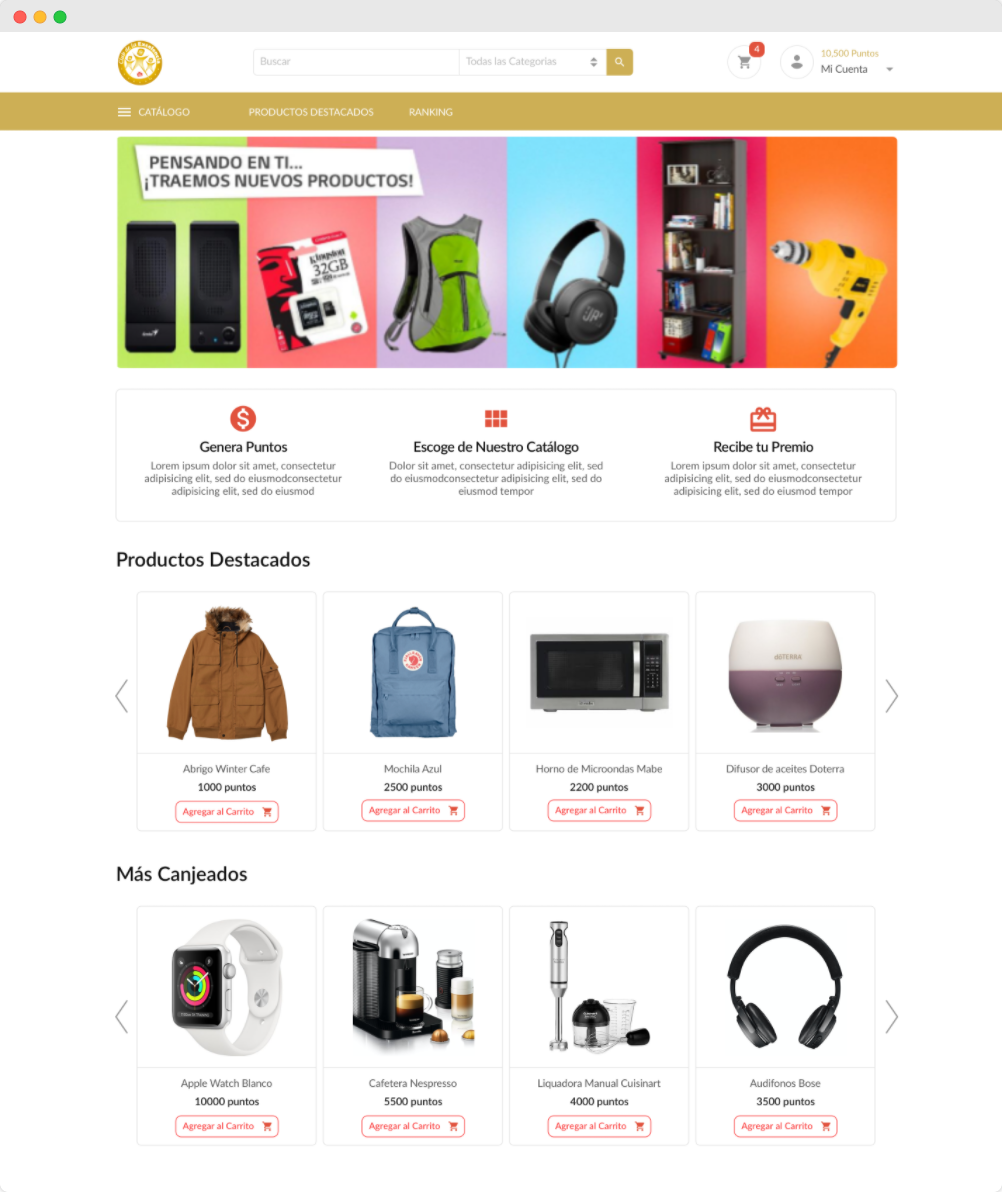 Club de la Excelencia
Buscar
Todas las Categorias
4
10,500 Puntos
Mi Cuenta
CATÁLOGO
PRODUCTOS DESTACADOS
RANKING
PENSANDO EN TI...
¡TRAEMOS NUEVOS PRODUCTOS!
Kingston
32GB
JBL
Genera Puntos
Lorem ipsum dolor sit amet, consectetur
adipisicing elit, sed do eiusmodconsectetur
adipisicing elit, sed do eiusmod
Escoge de Nuestro Catálogo
Dolor sit amet, consectetur adipisicing elit, sed
do eiusmodconsectetur adipisicing elit, sed do
eiusmod tempor
Recibe tu Premio
Lorem ipsum dolor sit amet, consectetur
adipisicing elit, sed do eiusmodconsectetur
adipisicing elit, sed do eiusmod tempor
Productos Destacados
dōTERRA
Abrigo Winter Cafe
1000 puntos
Agregar al Carrito
Mochila Azul
2500 puntos
Agregar al Carrito
Horno de Microondas Mabe
2200 puntos
Agregar al Carrito
Difusor de aceites Doterra
3000 puntos
Agregar al Carrito
Más Canjeados
Apple Watch Blanco
10000 puntos
Agregar al Carrito
Cafetera Nespresso
5500 puntos
Agregar al Carrito
Liquadora Manual Cuisinart
4000 puntos
Agregar al Carrito
Audifonos Bose
3500 puntos
Agregar al Carrito